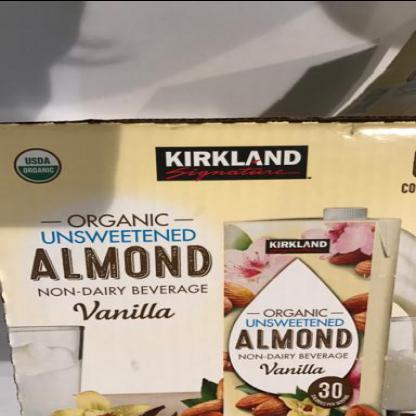 USDA
ORGANIC
KIRKLAND
Signature
CO
— ORGANIC —
UNSWEETENED
ALMOND
NON-DAIRY BEVERAGE
Vanilla
KIRKLAND
— ORGANIC —
UNSWEETENED
ALMOND
NON-DAIRY BEVERAGE
Vanilla
30